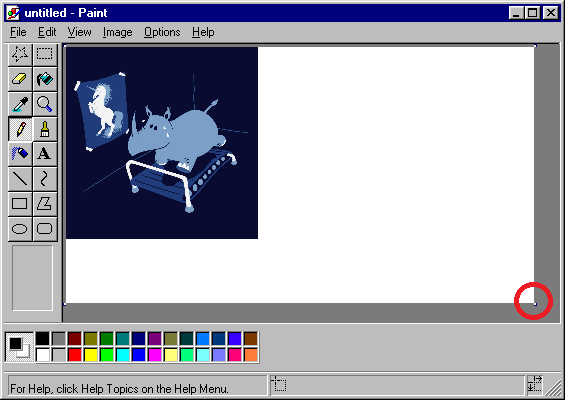 untitled - Paint
File Edit View Image Options Help
A
For Help, click Help Topics on the Help Menu.